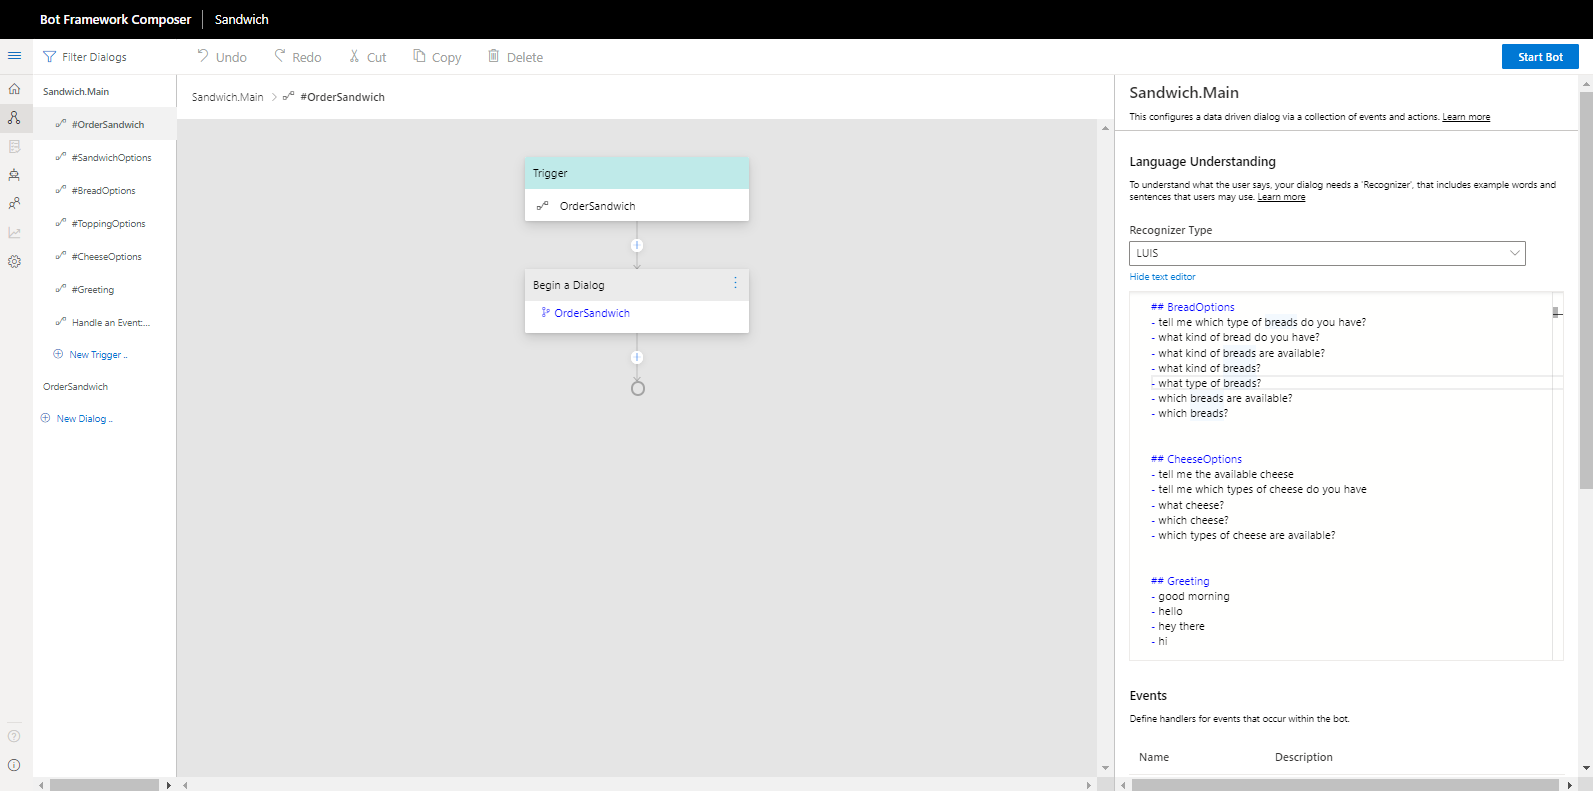 Bot Framework Composer
Sandwich
Filter Dialogs
Undo
Redo
Cut
Copy
Delete
Start Bot
Sandwich.Main
#OrderSandwich
#SandwichOptions
#BreadOptions
#ToppingOptions
#CheeseOptions
#Greeting
Handle an Event:...
New Trigger ..
OrderSandwich
New Dialog ..
Sandwich.Main > #OrderSandwich
Trigger
OrderSandwich
Begin a Dialog
OrderSandwich
Sandwich.Main
This configures a data driven dialog via a collection of events and actions. Learn more
Language Understanding
To understand what the user says, your dialog needs a 'Recognizer', that includes example words and
sentences that users may use. Learn more
Recognizer Type
LUIS
Hide text editor
## BreadOptions
- tell me which type of breads do you have?
- what kind of bread do you have?
- what kind of breads are available?
- what kind of breads?
- what type of breads?
- which breads are available?
- which breads?
## CheeseOptions
- tell me the available cheese
- tell me which types of cheese do you have
- what cheese?
- which cheese?
- which types of cheese are available?
## Greeting
- good morning
- hello
- hey there
- hi
Events
Define handlers for events that occur within the bot.
Name
Description